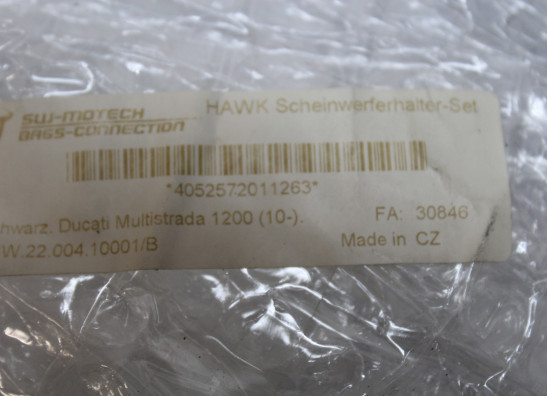 SW-MOTECH
BAGS-CONNECTION
HAWK Scheinwerferhalter-Set
*4052572011263*
chwarz. Ducati Multistrada 1200 (10-).
FA: 30846
W.22.004.10001/B
Made in CZ